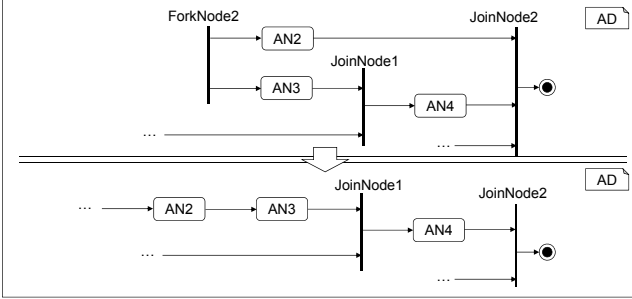 ForkNode2 JoinNode2 AD
AN2
JoinNode1
AN3
AN4
...
...
AD
JoinNode1 JoinNode2
... AN2 AN3
AN4
...
...